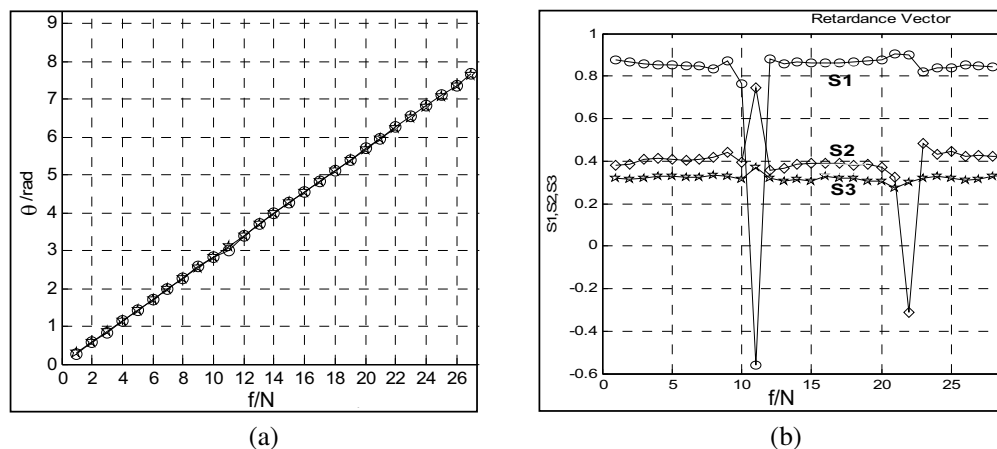 9
8
7
6
5
4
3
2
1
0
θ/rad
0 2 4 6 8 10 12 14 16 18 20 22 24 26
f/N
(a)
Retardance Vector
1
0.8
0.6
0.4
0.2
0
-0.2
-0.4
-0.6
S1,S2,S3
S1
S2
S3
0 5 10 15 20 25
f/N
(b)